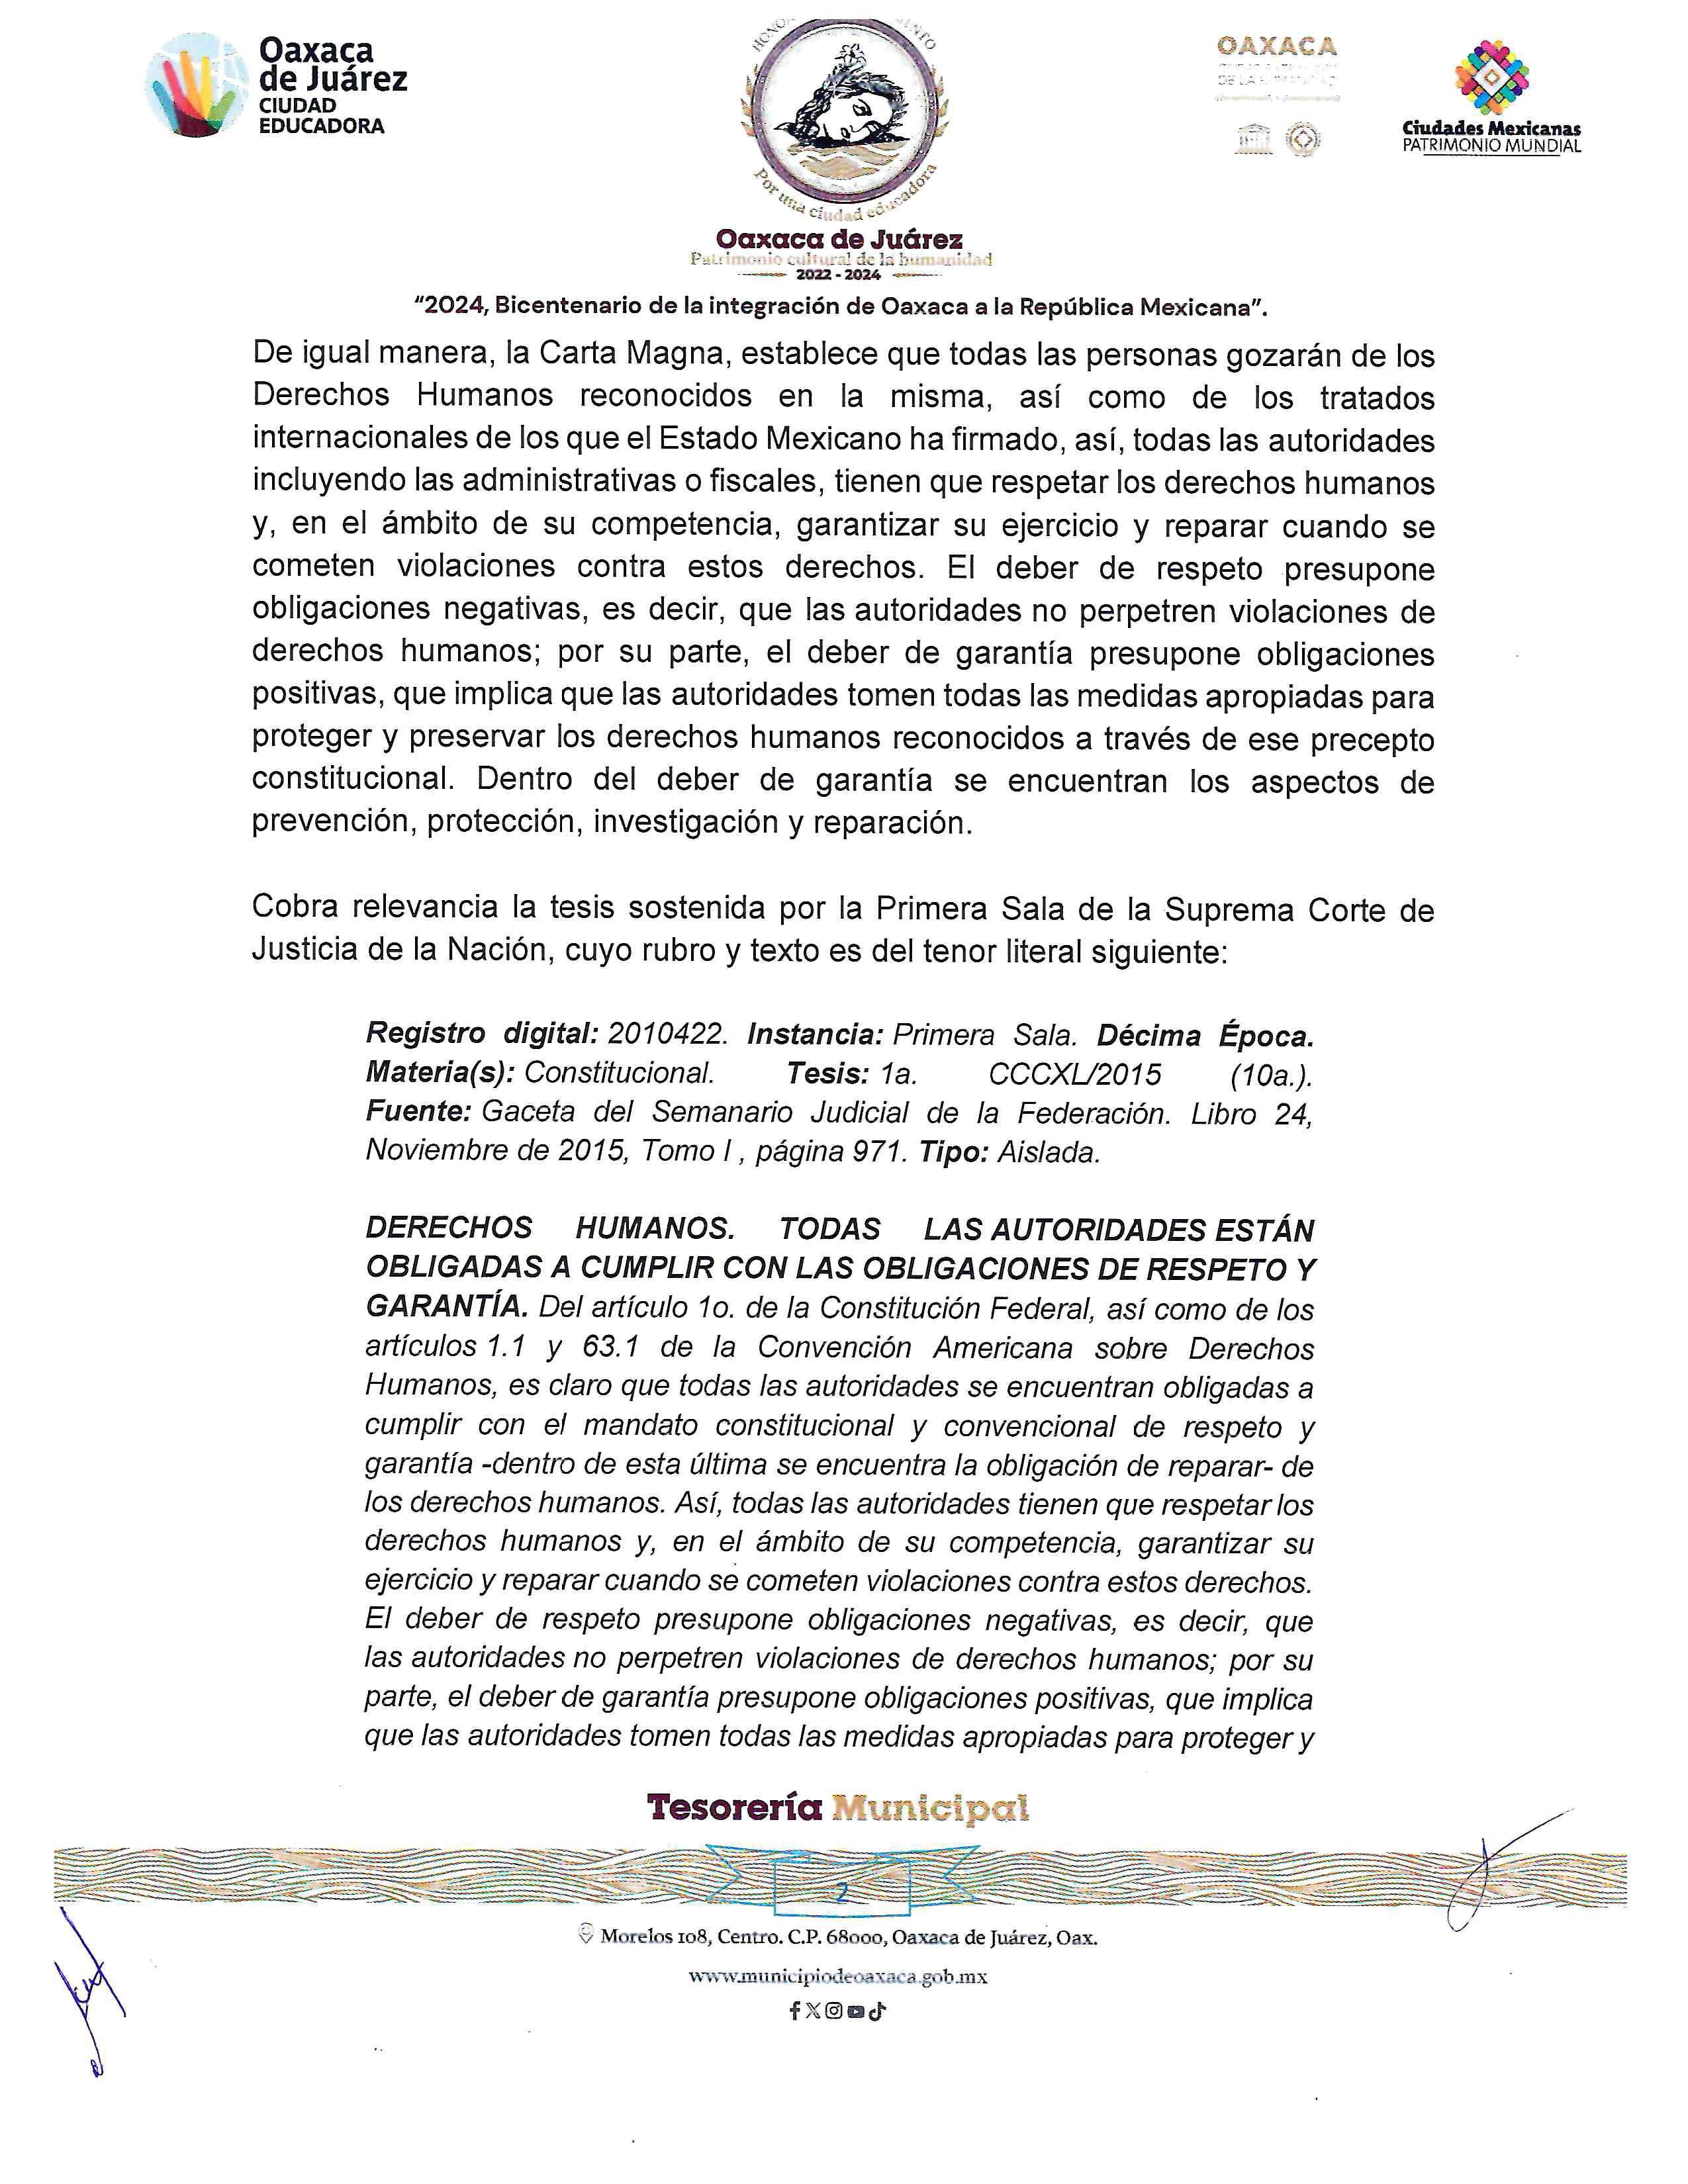 Oaxaca
de Juárez
CIUDAD
EDUCADORA
Por una ciudad educadora
Oaxaca de Juárez
Patrimonio cultural de la humanidad
2022 - 2024
OAXACA
Ciudades Mexicanas
PATRIMONIO MUNDIAL
“2024, Bicentenario de la integración de Oaxaca a la República Mexicana”.
De igual manera, la Carta Magna, establece que todas las personas gozarán de los
Derechos Humanos reconocidos en la misma, así como de los tratados
internacionales de los que el Estado Mexicano ha firmado, así, todas las autoridades
incluyendo las administrativas o fiscales, tienen que respetar los derechos humanos
y, en el ámbito de su competencia, garantizar su ejercicio y reparar cuando se
cometen violaciones contra estos derechos. El deber de respeto presupone
obligaciones negativas, es decir, que las autoridades no perpetren violaciones de
derechos humanos; por su parte, el deber de garantía presupone obligaciones
positivas, que implica que las autoridades tomen todas las medidas apropiadas para
proteger y preservar los derechos humanos reconocidos a través de ese precepto
constitucional. Dentro del deber de garantía se encuentran los aspectos de
prevención, protección, investigación y reparación.
Cobra relevancia la tesis sostenida por la Primera Sala de la Suprema Corte de
Justicia de la Nación, cuyo rubro y texto es del tenor literal siguiente:
Registro digital: 2010422. Instancia: Primera Sala. Décima Época.
Materia(s): Constitucional. Tesis: 1a. CCCXL/2015 (10a.).
Fuente: Gaceta del Semanario Judicial de la Federación. Libro 24,
Noviembre de 2015, Tomo I , página 971. Tipo: Aislada.
DERECHOS HUMANOS. TODAS LAS AUTORIDADES ESTÁN
OBLIGADAS A CUMPLIR CON LAS OBLIGACIONES DE RESPETO Y
GARANTÍA. Del artículo 1o. de la Constitución Federal, así como de los
artículos 1.1 y 63.1 de la Convención Americana sobre Derechos
Humanos, es claro que todas las autoridades se encuentran obligadas a
cumplir con el mandato constitucional y convencional de respeto y
garantía -dentro de esta última se encuentra la obligación de reparar- de
los derechos humanos. Así, todas las autoridades tienen que respetar los
derechos humanos y, en el ámbito de su competencia, garantizar su
ejercicio y reparar cuando se cometen violaciones contra estos derechos.
El deber de respeto presupone obligaciones negativas, es decir, que
las autoridades no perpetren violaciones de derechos humanos; por su
parte, el deber de garantía presupone obligaciones positivas, que implica
que las autoridades tomen todas las medidas apropiadas para proteger y
Tesorería Municipal
2
Morelos 108, Centro. C.P. 68000, Oaxaca de Juárez, Oax.
www.municipiodeoaxaca.gob.mx